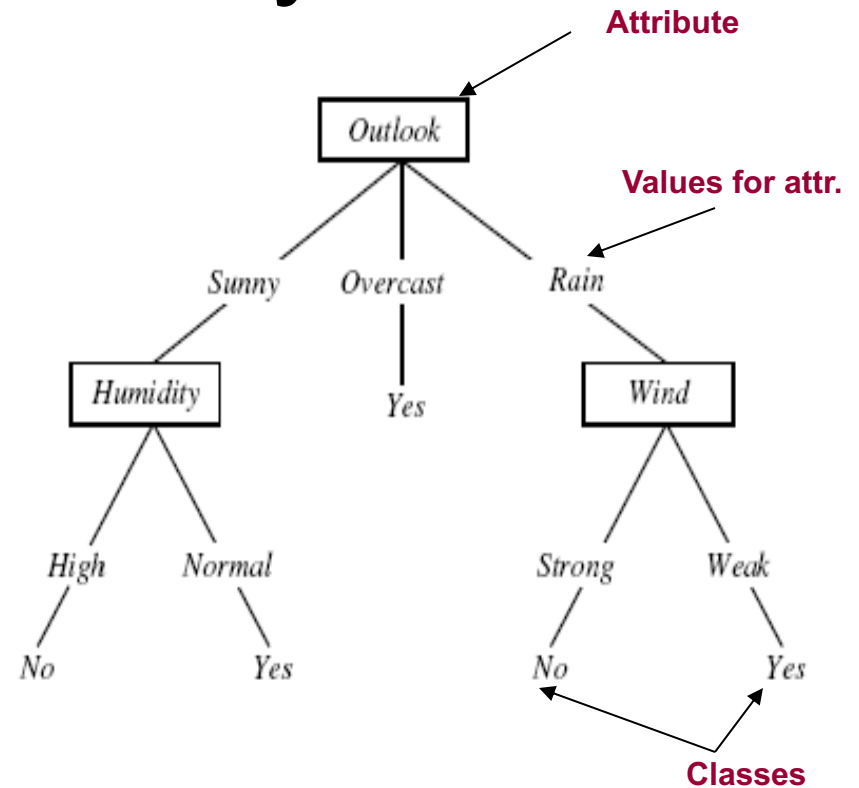 Attribute
Outlook
Values for attr.
Sunny Overcast Rain
Humidity Yes Wind
High Normal Strong Weak
No Yes No Yes
Classes